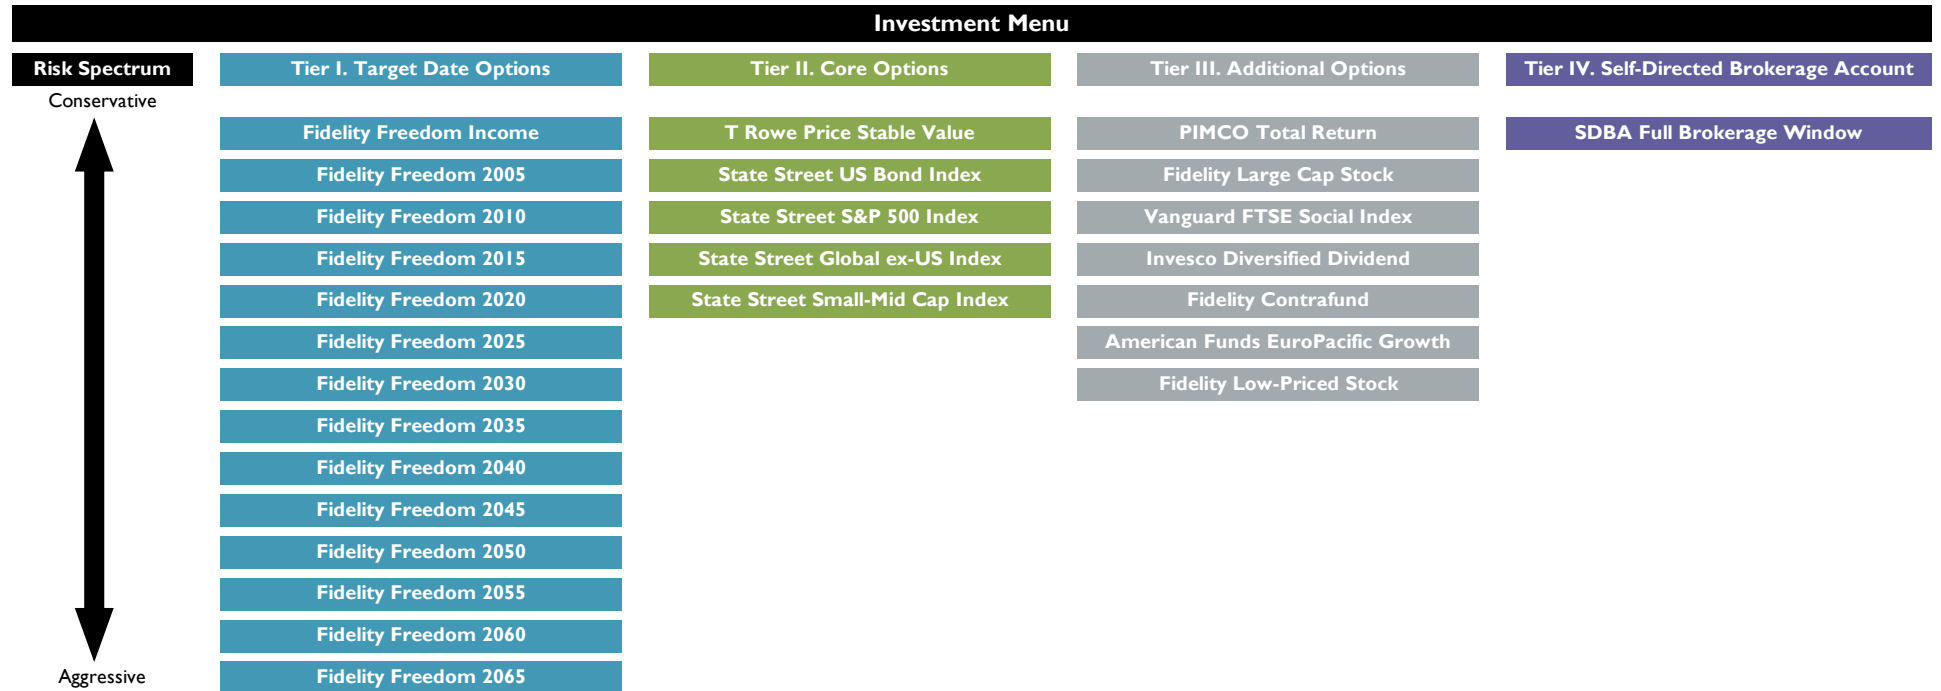 Investment Menu
Risk Spectrum
Tier I. Target Date Options
Tier II. Core Options
Tier III. Additional Options
Tier IV. Self-Directed Brokerage Account
Conservative
Fidelity Freedom Income
T Rowe Price Stable Value
PIMCO Total Return
SDBA Full Brokerage Window
Fidelity Freedom 2005
State Street US Bond Index
Fidelity Large Cap Stock
Fidelity Freedom 2010
State Street S&P 500 Index
Vanguard FTSE Social Index
Fidelity Freedom 2015
State Street Global ex-US Index
Invesco Diversified Dividend
Fidelity Freedom 2020
State Street Small-Mid Cap Index
Fidelity Contrafund
Fidelity Freedom 2025
American Funds EuroPacific Growth
Fidelity Freedom 2030
Fidelity Low-Priced Stock
Fidelity Freedom 2035
Fidelity Freedom 2040
Fidelity Freedom 2045
Fidelity Freedom 2050
Fidelity Freedom 2055
Fidelity Freedom 2060
Aggressive
Fidelity Freedom 2065